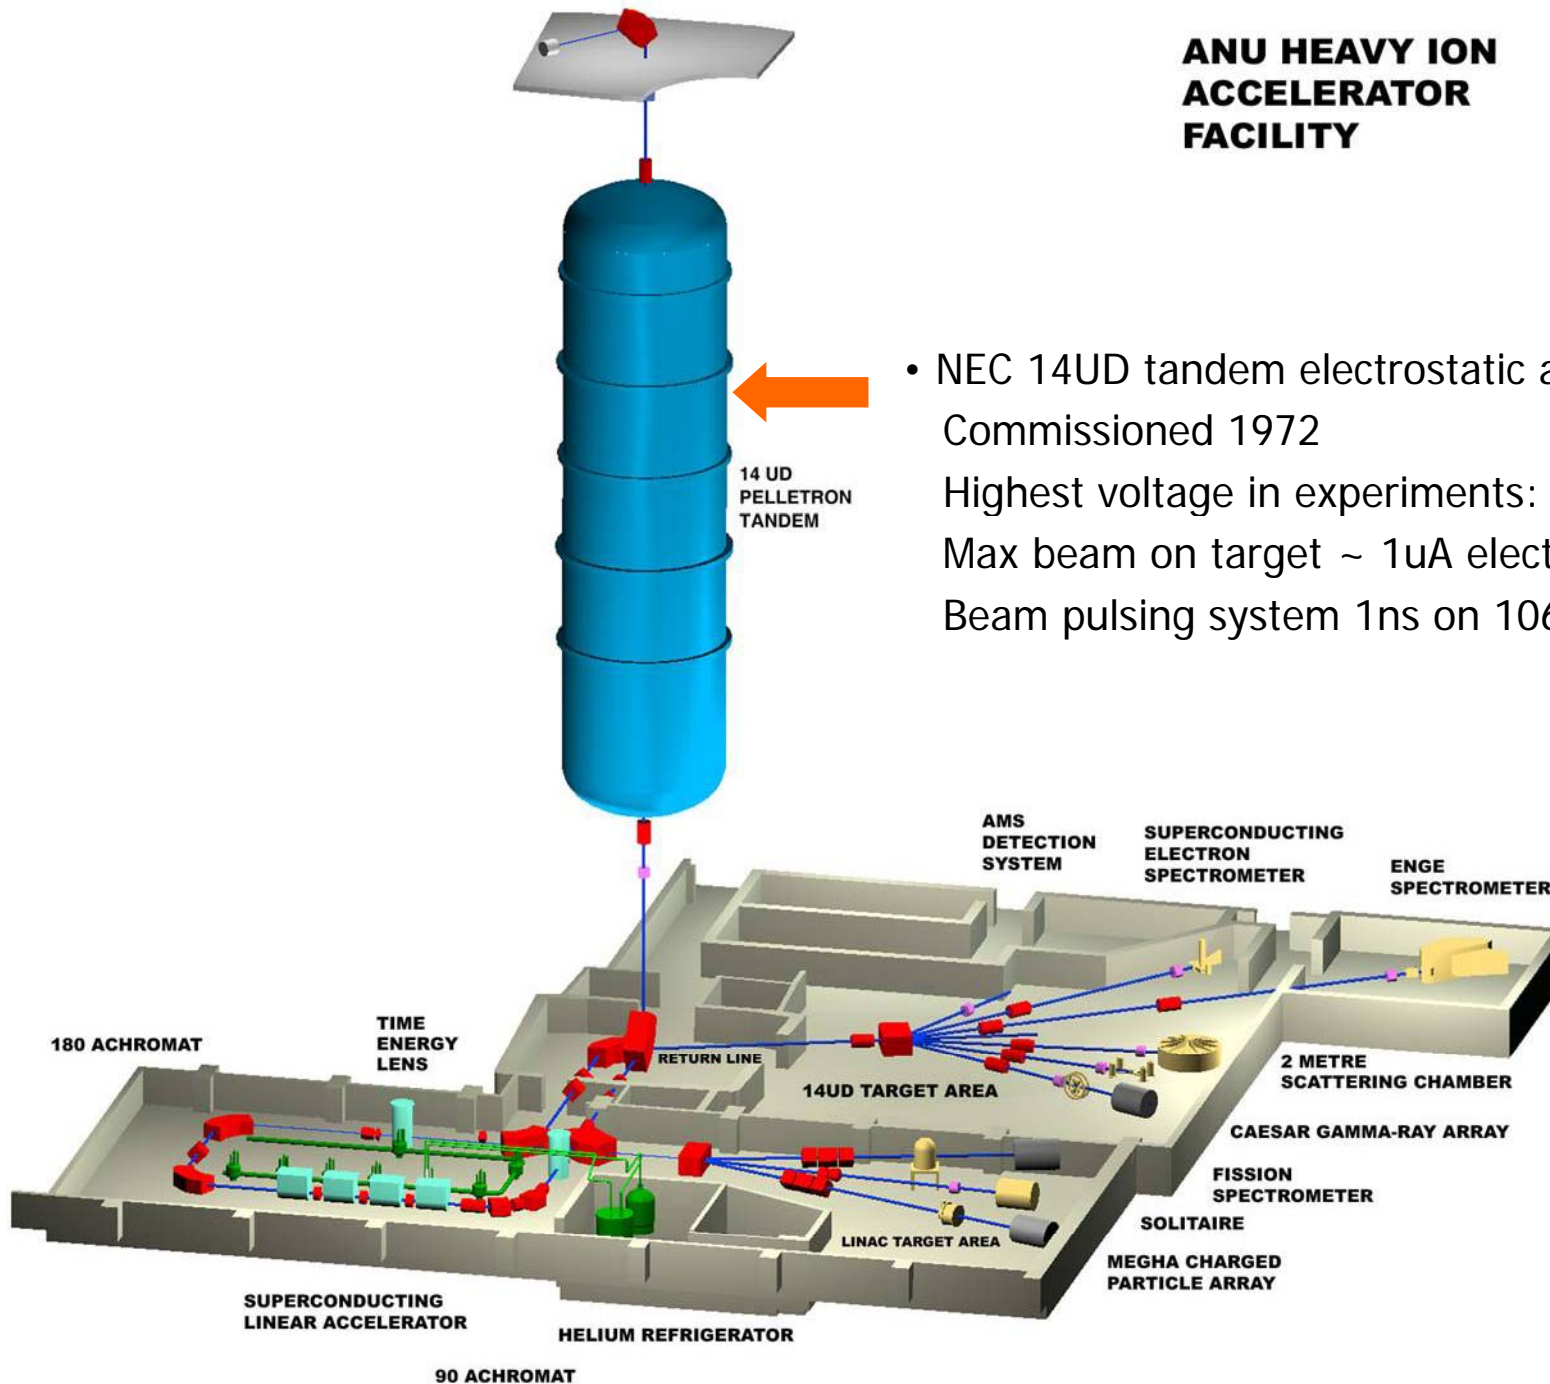 ANU HEAVY ION
ACCELERATOR
FACILITY
• NEC 14UD tandem electrostatic
Commissioned 1972
Highest voltage in experiments:
Max beam on target ~ 1uA
Beam pulsing system 1ns on
14 UD
PELLETRON
TANDEM
AMS
DETECTION
SYSTEM
SUPERCONDUCTING
ELECTRON
SPECTROMETER
ENGE
SPECTROMETER
180 ACHROMAT
TIME
ENERGY
LENS
RETURN LINE
14UD TARGET AREA
2 METRE
SCATTERING CHAMBER
CAESAR GAMMA-RAY ARRAY
FISSION
SPECTROMETER
SOLITAIRE
LINAC TARGET AREA
MEGHA CHARGED
PARTICLE ARRAY
SUPERCONDUCTING
LINEAR ACCELERATOR
HELIUM REFRIGERATOR
90 ACHROMAT